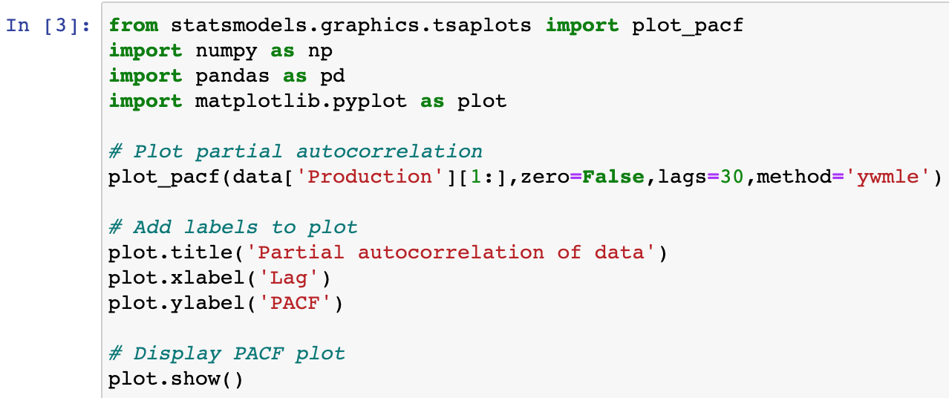 In [3]: from statsmodels.graphics.tsaplots import plot_pacf
import numpy as np
import pandas as pd
import matplotlib.pyplot as plot
# Plot partial autocorrelation
plot_pacf(data['Production'][1:],zero=False,lags=30,method='ywmle')
# Add labels to plot
plot.title('Partial autocorrelation of data')
plot.xlabel('Lag')
plot.ylabel('PACF')
# Display PACF plot
plot.show()